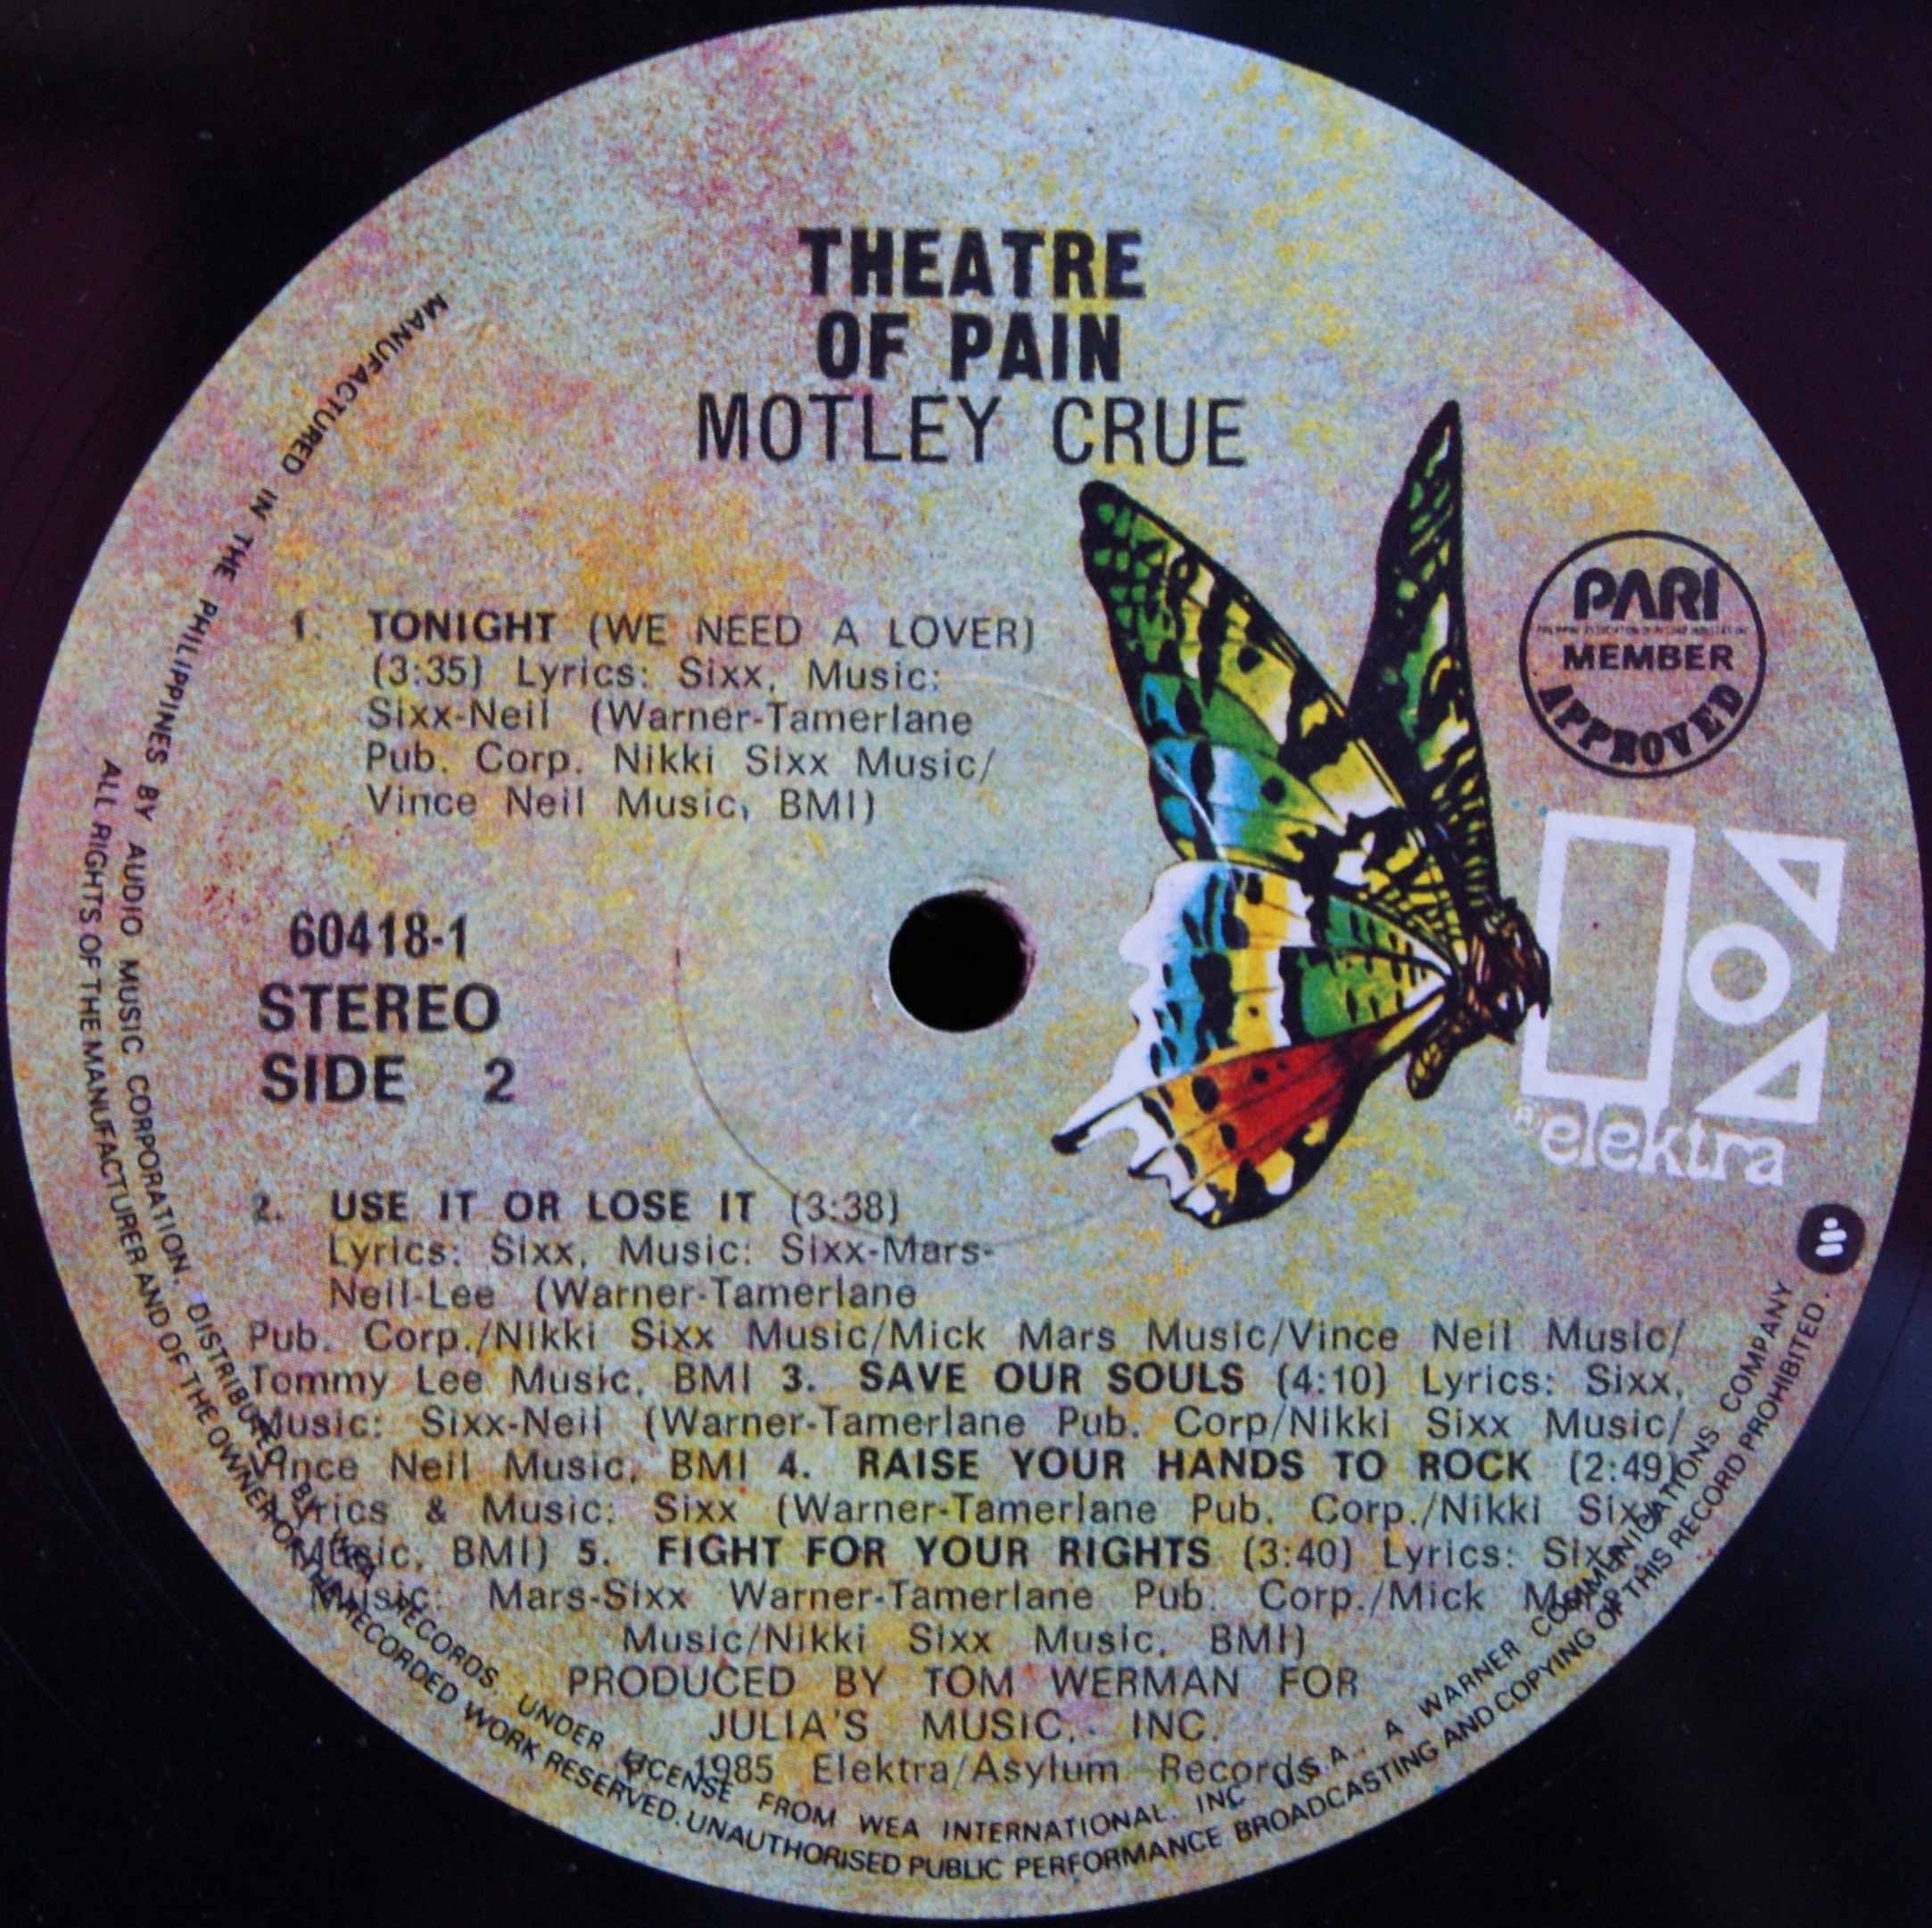 THEATRE
OF PAIN
MOTLEY CRUE
1. TONIGHT (WE NEED A LOVER)
(3:35) Lyrics: Sixx, Music:
Sixx-Neil (Warner-Tamerlane
Pub. Corp. Nikki Sixx Music/
Vince Neil Music, BMI)
PARI
MEMBER
APPROVED
60418-1
STEREO
SIDE 2
® elektra
2. USE IT OR LOSE IT (3:38)
Lyrics: Sixx, Music: Sixx-Mars-
Neil-Lee (Warner-Tamerlane
Pub. Corp./Nikki Sixx Music/Mick Mars Music/Vince Neil Music/
Tommy Lee Music, BMI 3. SAVE OUR SOULS (4:10) Lyrics: Sixx,
Music: Sixx-Neil (Warner-Tamerlane Pub. Corp/Nikki Sixx Music/
Vince Neil Music, BMI 4. RAISE YOUR HANDS TO ROCK (2:49)
Lyrics & Music: Sixx (Warner-Tamerlane Pub. Corp./Nikki Sixx
Music, BMI) 5. FIGHT FOR YOUR RIGHTS (3:40) Lyrics: Sixx,
Music: Mars-Sixx Warner-Tamerlane Pub. Corp./Mick Mars
Music/Nikki Sixx Music, BMI)
PRODUCED BY TOM WERMAN FOR
JULIA'S MUSIC, INC.
℗ 1985 Elektra/Asylum Records
MANUFACTURED IN THE PHILIPPINES BY AUDIO MUSIC CORPORATION, DISTRIBUTED BY WEA RECORDS, UNDER LICENSE FROM WEA INTERNATIONAL, INC. U.S.A., A WARNER COMMUNICATIONS COMPANY
ALL RIGHTS OF THE MANUFACTURER AND OF THE OWNER OF THE RECORDED WORK RESERVED. UNAUTHORISED PUBLIC PERFORMANCE BROADCASTING AND COPYING OF THIS RECORD PROHIBITED.